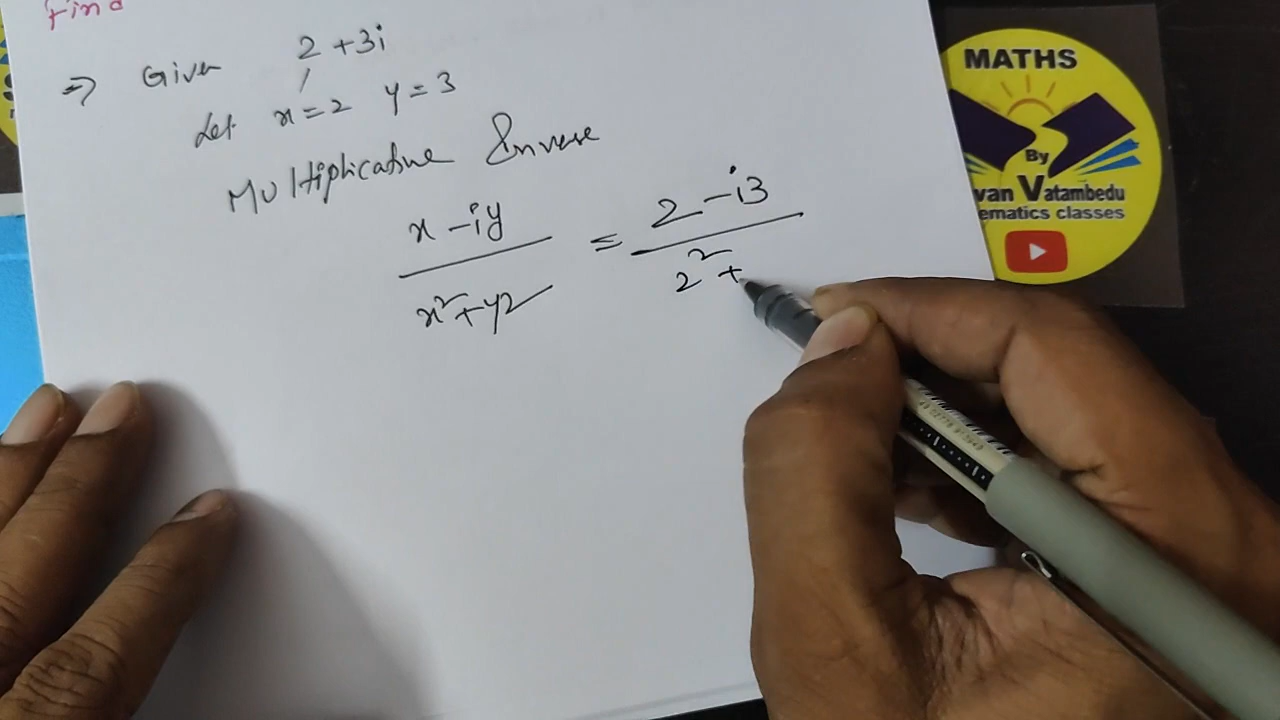 Find
⇒ Given 2 + 3i
Let x = 2 y = 3
Multiplicative Inverse
x - iy / x² + y2 = 2 - i3 / 2² +
MATHS
By
van Vatambedu
ematics classes